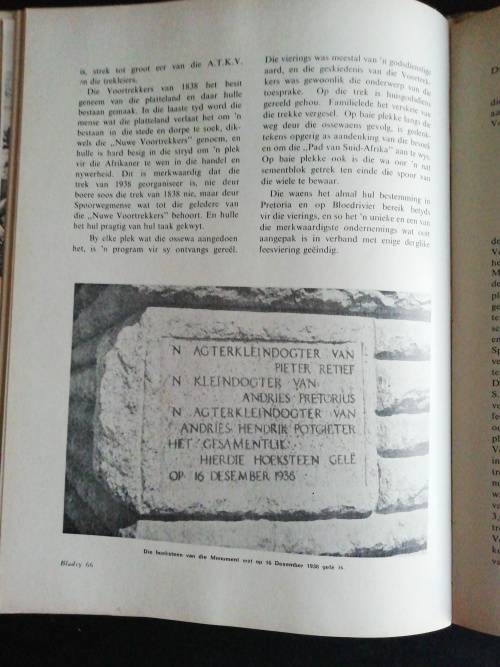 is, strek tot groot eer van die A.T.K.V.
en die trekleiers.
Die Voortrekkers van 1838 het besit
geneem van die platteland en daar hulle
bestaan gemaak. In die laaste tyd word die
mense wat die platteland verlaat het om 'n
bestaan in die stede en dorpe te soek, dik-
wels die „Nuwe Voortrekkers" genoem, en
hulle is hard besig in die stryd om 'n plek
vir die Afrikaner te wen in die handel en
nywerheid. Dit is merkwaardig dat die
trek van 1938 georganiseer is, nie deur
boere soos die trek van 1838 nie, maar deur
Spoorwegmense wat tot die geledere van
die „Nuwe Voortrekkers" behoort. En hulle
het hul pragtig van hul taak gekwyt.
By elke plek wat die ossewa aangedoen
het, is 'n program vir sy ontvangs gereël.
Die vierings was meestal van 'n godsdienstige
aard, en die geskiedenis van die Voortrek-
kers was gewoonlik die onderwerp van die
toesprake. Op die trek is huisgodsdiens
gereeld gehou. Familielede het verskeie van
die trekke vergesel. Op baie plekke langs die
weg deur die ossewaens gevolg, is gedenk-
tekens opgerig as aandenking van die besoek
en om die „Pad van Suid-Afrika" aan te wys.
Op baie plekke ook is die wa oor 'n nat
sementblok getrek ten einde die spoor van
die wiele te bewaar.
Die waens het almal hul bestemming in
Pretoria en op Bloedrivier bereik betyds
vir die vierings, en so het 'n unieke en een van
die merkwaardigste ondernemings wat ooit
aangepak is in verband met enige dergelike
feesviering geëindig.
'N AGTERKLEINDOGTER VAN
PIETER RETIEF
'N KLEINDOGTER VAN
ANDRIES PRETORIUS
'N AGTERKLEINDOGTER VAN
ANDRIES HENDRIK POTGIETER
HET GESAMENTLIK
HIERDIE HOEKSTEEN GELÊ
OP 16 DESEMBER 1938
Die hoeksteen van die Monument wat op 16 Desember 1938 gelê is.
Bladsy 66